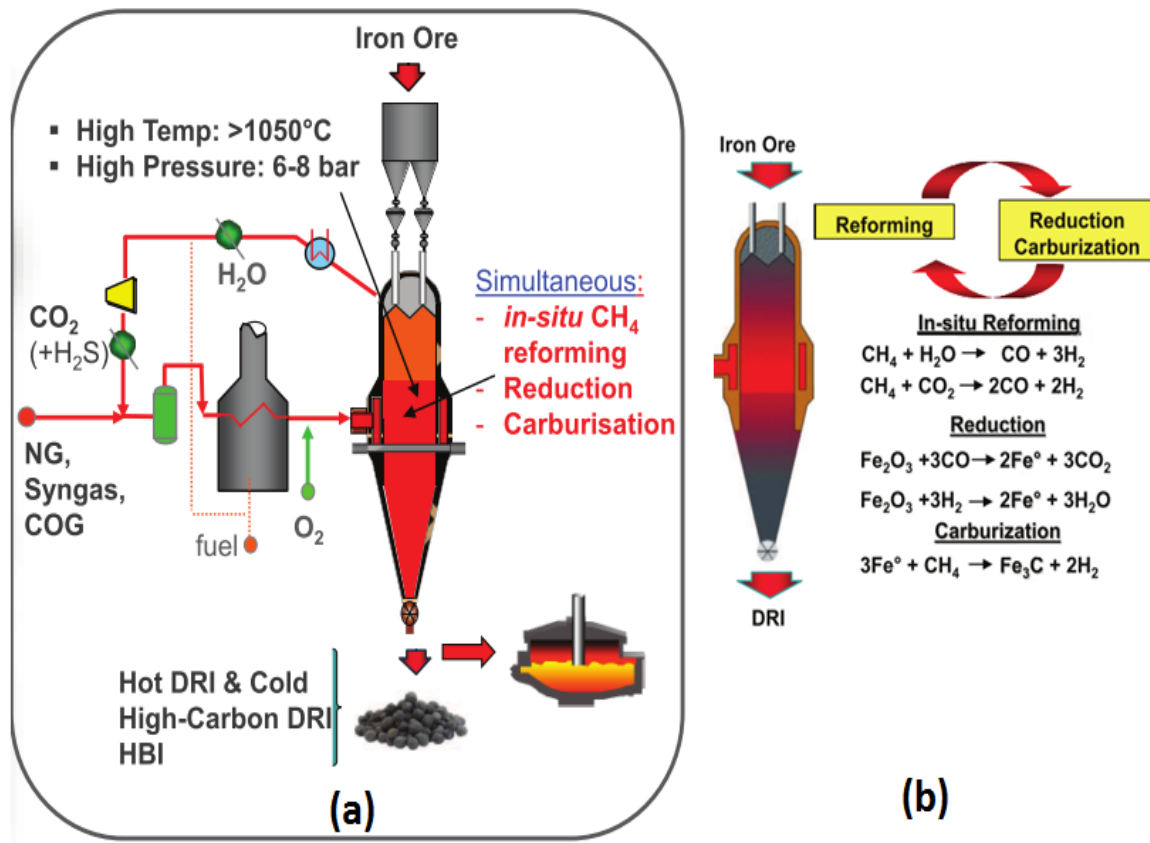 Iron Ore
▪ High Temp: >1050°C
▪ High Pressure: 6-8 bar
H₂O
CO₂
(+H₂S)
NG,
Syngas,
COG
fuel
O₂
Simultaneous:
- in-situ CH₄
reforming
- Reduction
- Carburisation
Hot DRI & Cold
High-Carbon DRI
HBI
(a)
Iron Ore
Reforming
Reduction
Carburization
In-situ Reforming
CH₄ + H₂O → CO + 3H₂
CH₄ + CO₂ → 2CO + 2H₂
Reduction
Fe₂O₃ +3CO → 2Fe° + 3CO₂
Fe₂O₃ +3H₂ → 2Fe° + 3H₂O
Carburization
3Fe° + CH₄ → Fe₃C + 2H₂
DRI
(b)